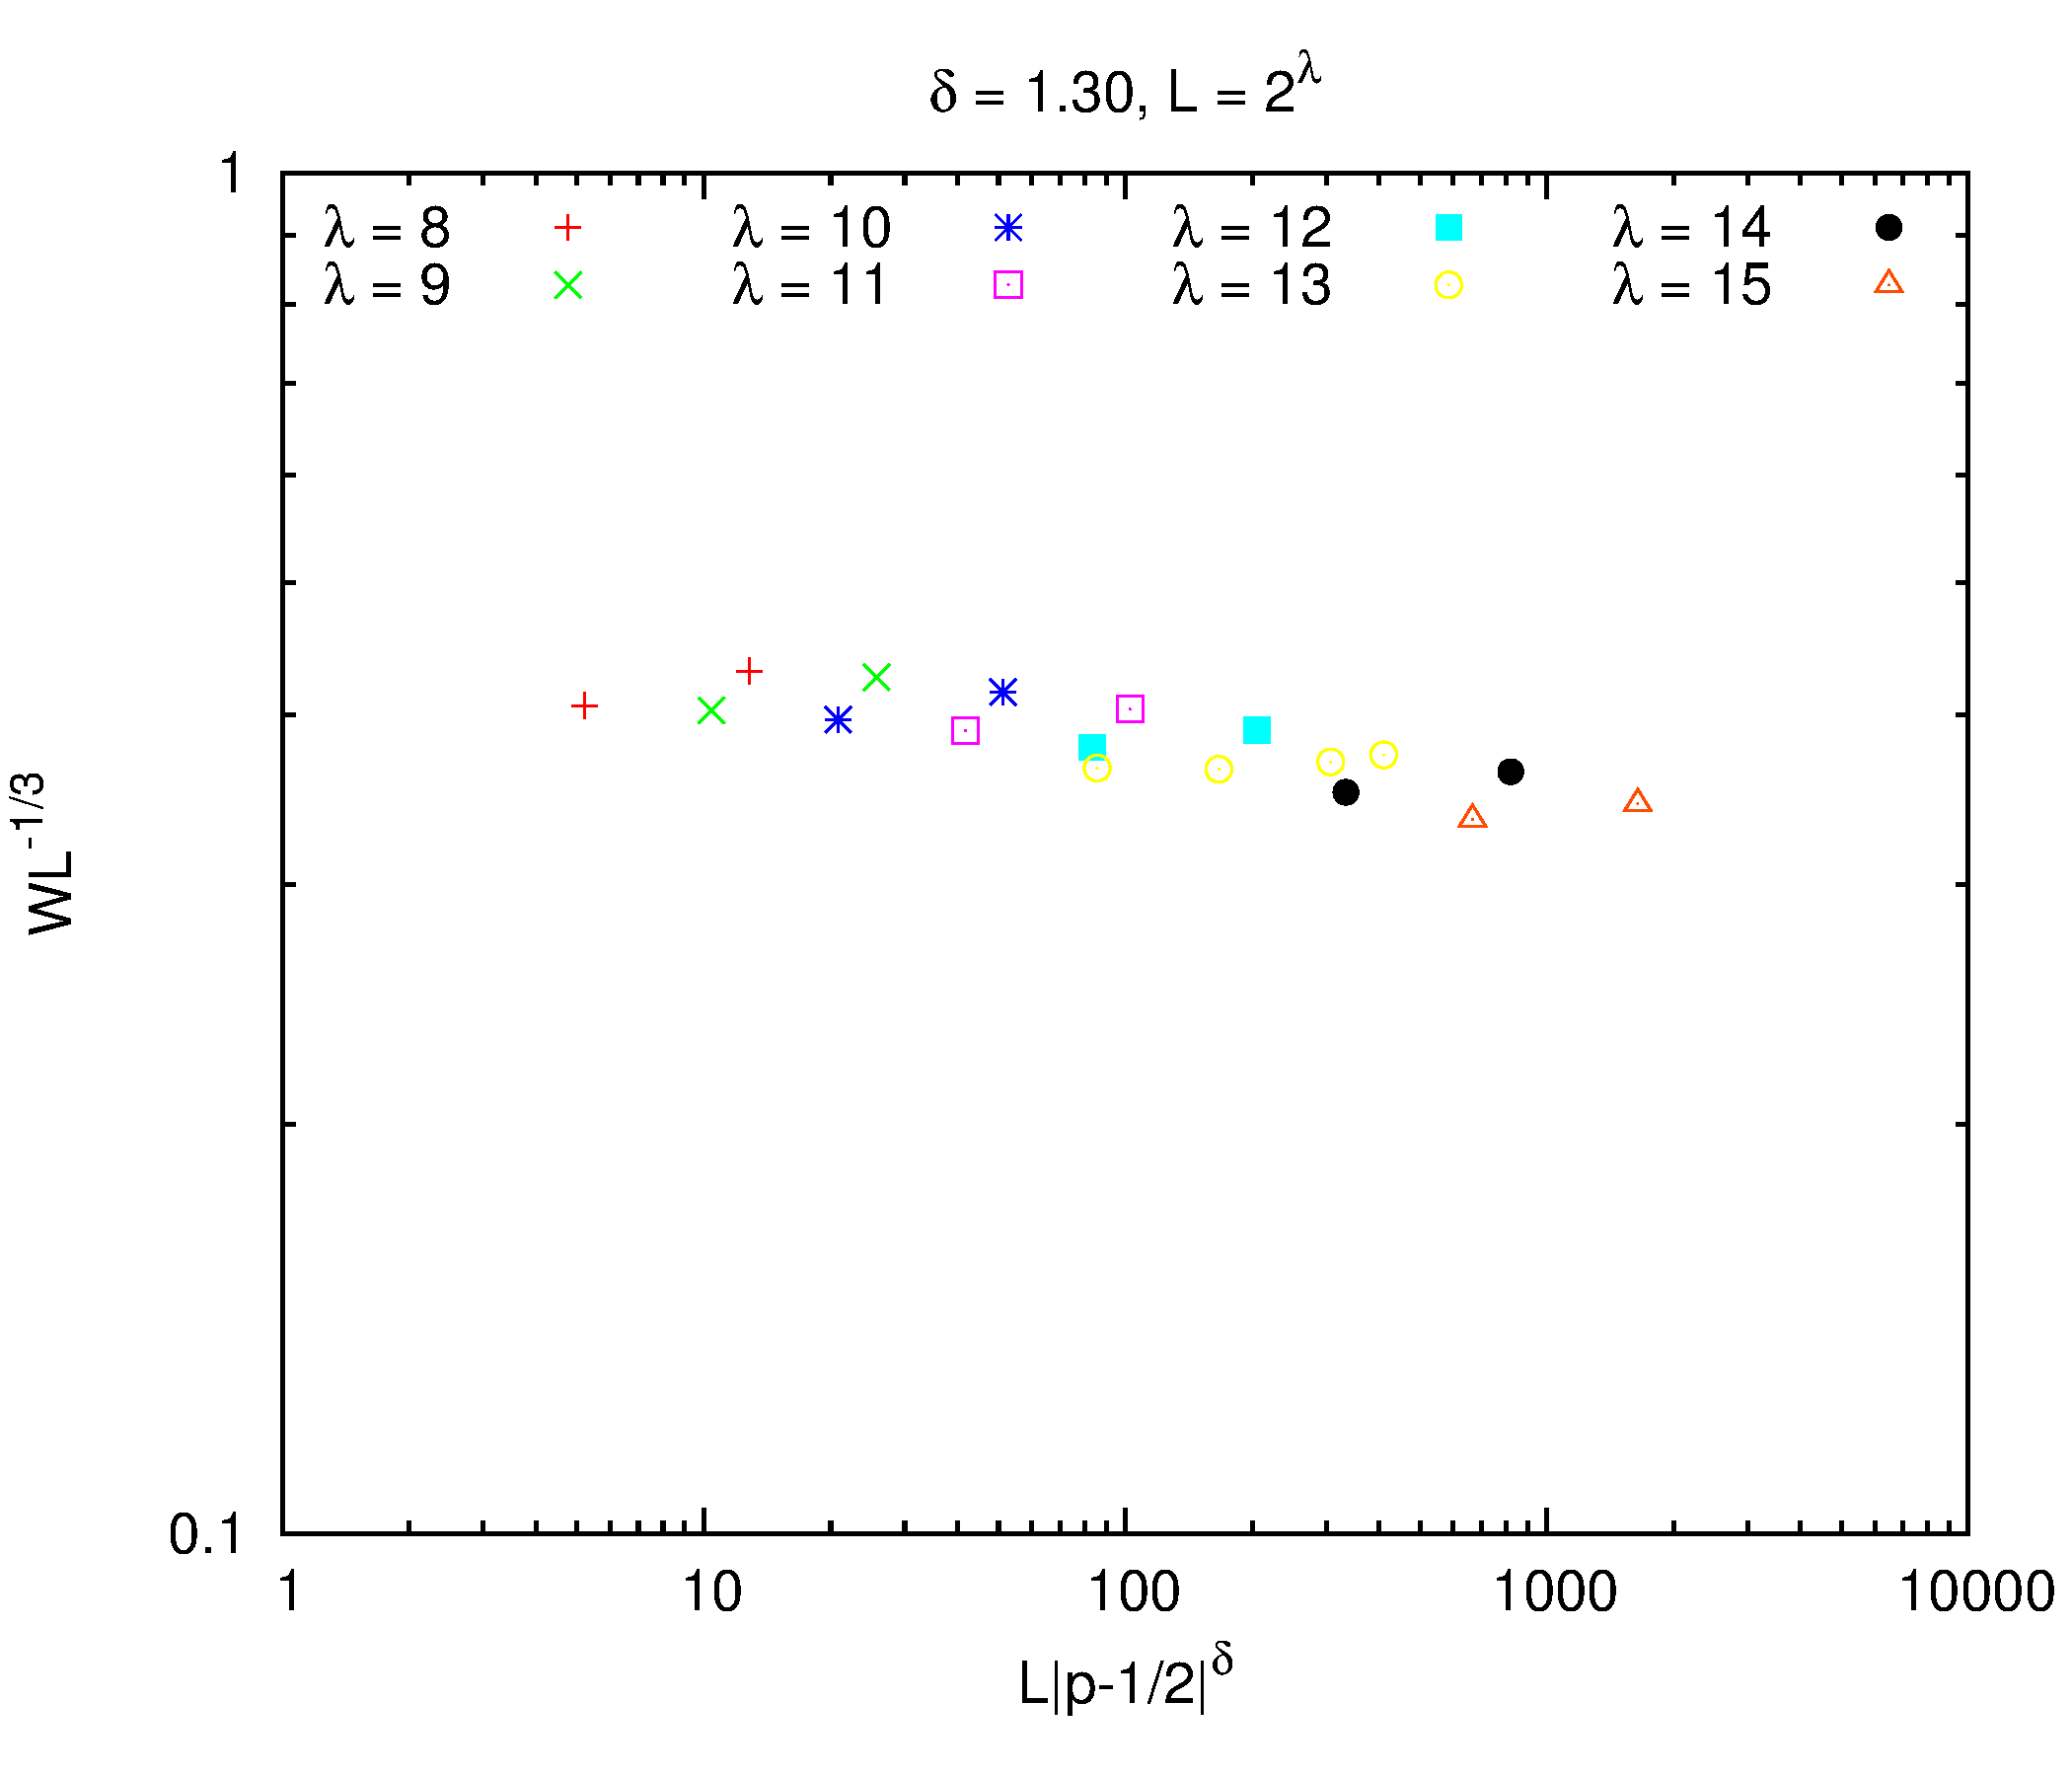 δ = 1.30, L = 2^λ
1
λ = 8 λ = 10 λ = 12 λ = 14
λ = 9 λ = 11 λ = 13 λ = 15
WL^-1/3
0.1
1 10 100 1000 10000
L|p-1/2|^δ